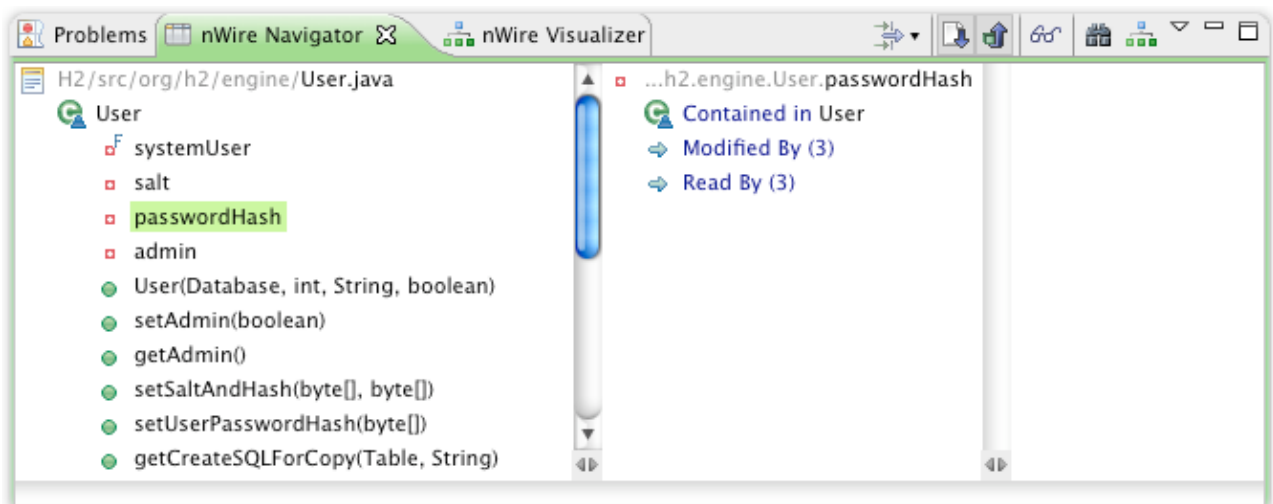 Problems nWire Navigator nWire Visualizer
H2/src/org/h2/engine/User.java
User
F systemUser
salt
passwordHash
admin
User(Database, int, String, boolean)
setAdmin(boolean)
getAdmin()
setSaltAndHash(byte[], byte[])
setUserPasswordHash(byte[])
getCreateSQLForCopy(Table, String)
...h2.engine.User.passwordHash
Contained in User
Modified By (3)
Read By (3)